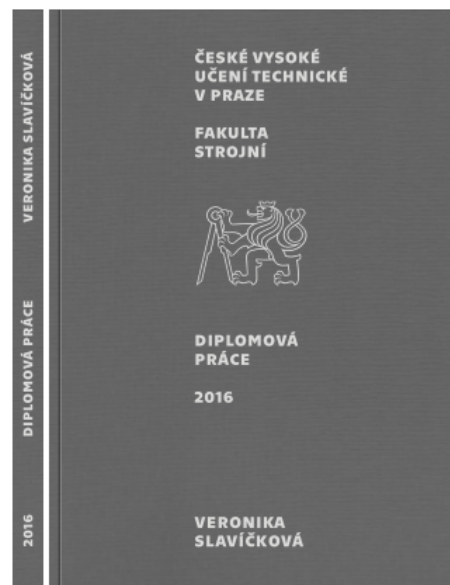 VERONIKA SLAVÍČKOVÁ
DIPLOMOVÁ PRÁCE
2016
ČESKÉ VYSOKÉ
UČENÍ TECHNICKÉ
V PRAZE
FAKULTA
STROJNÍ
DIPLOMOVÁ
PRÁCE
2016
VERONIKA
SLAVÍČKOVÁ